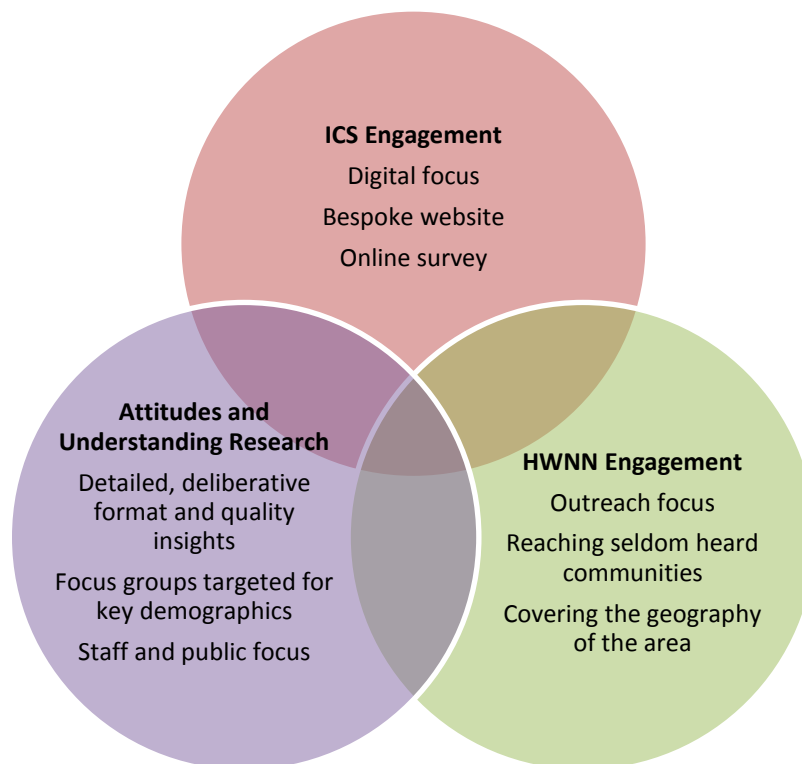 ICS Engagement
Digital focus
Bespoke website
Online survey
Attitudes and
Understanding Research
Detailed, deliberative
format and quality
insights
Focus groups targeted for
key demographics
Staff and public focus
HWNN Engagement
Outreach focus
Reaching seldom heard
communities
Covering the geography
of the area